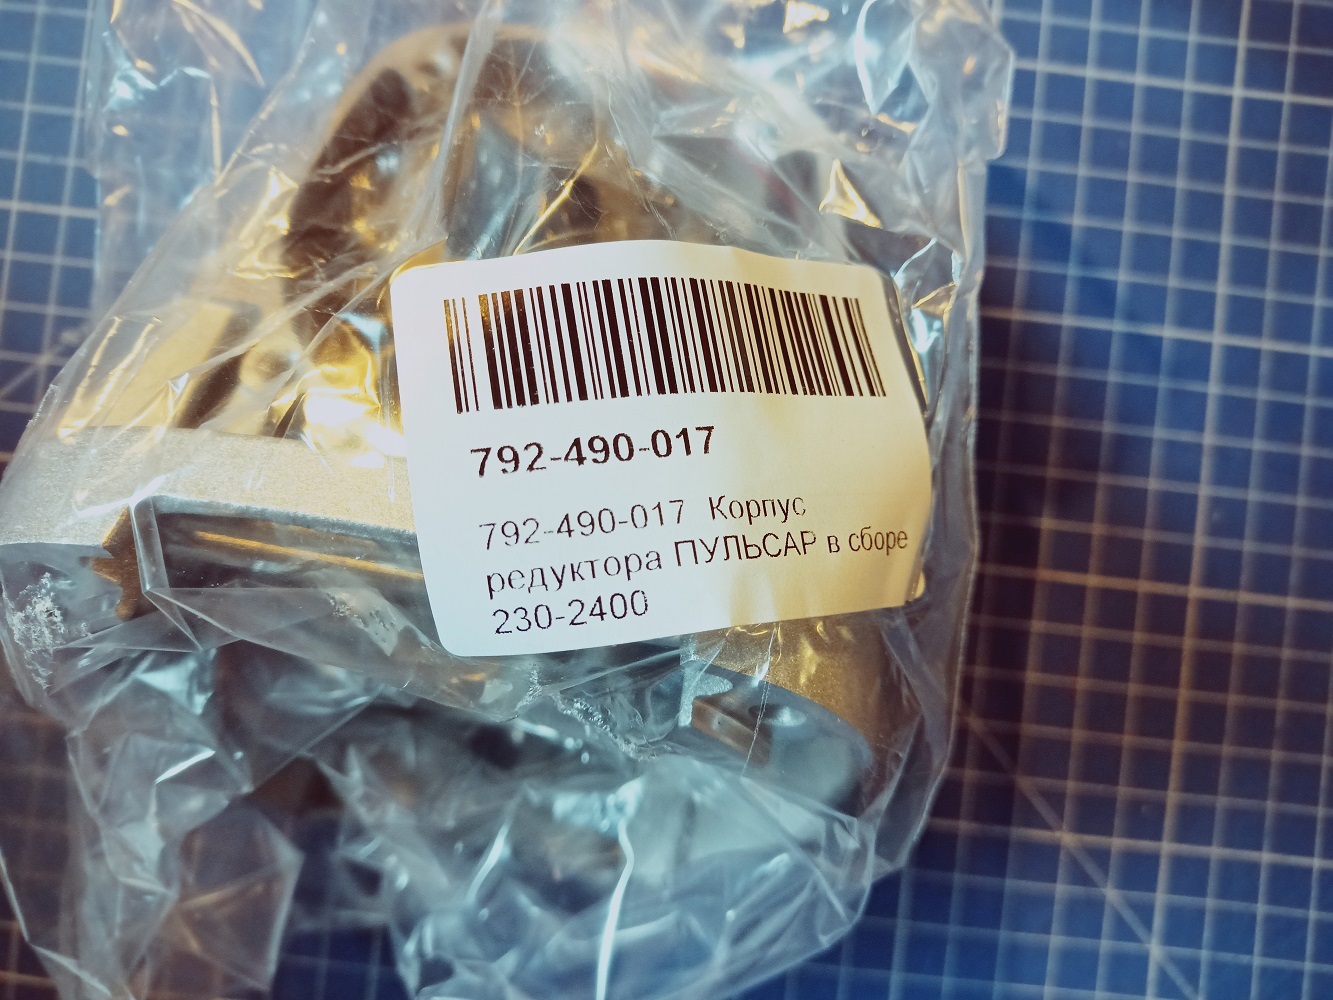 792-490-017
792-490-017 Корпус
редуктора ПУЛЬСАР в сборе
230-2400